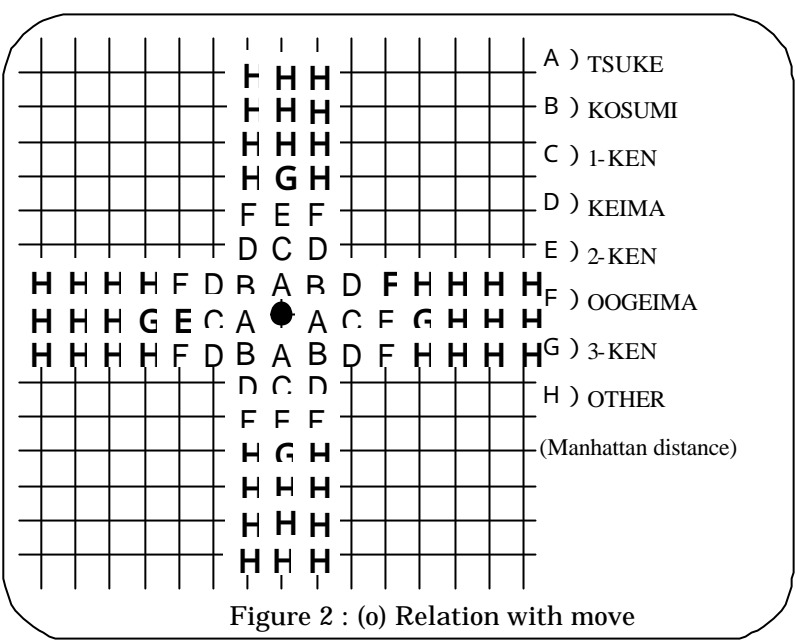 H H H
H H H
H H H
H G H
F E F
D C D
H H H H F D B A B D F H H H H
H H H G E C A A C E G H H H
H H H H F D B A B D F H H H H
D C D
F E F
H G H
H H H
H H H
H H H
A ) TSUKE
B ) KOSUMI
C ) 1-KEN
D ) KEIMA
E ) 2-KEN
F ) OOGEIMA
G ) 3-KEN
H ) OTHER
(Manhattan distance)
Figure 2 : (o) Relation with move